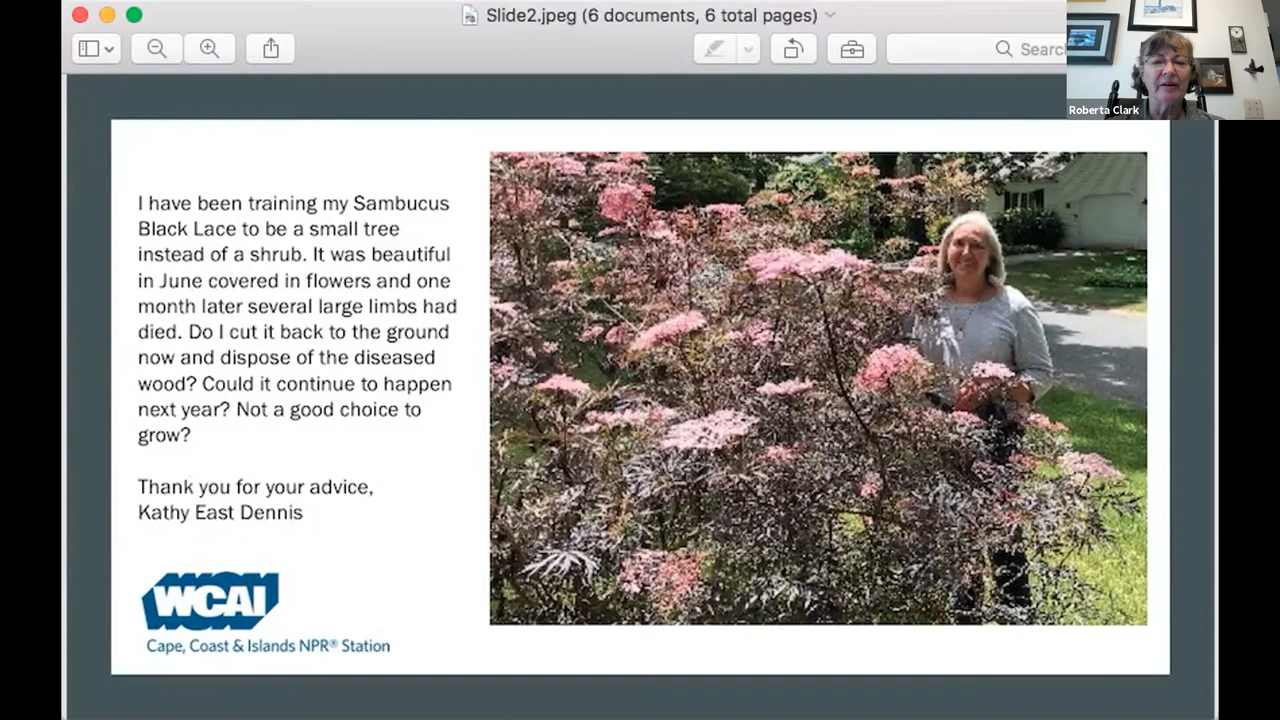 Slide2.jpeg (6 documents, 6 total pages)
Searc
Roberta Clark
I have been training my Sambucus
Black Lace to be a small tree
instead of a shrub. It was beautiful
in June covered in flowers and one
month later several large limbs had
died. Do I cut it back to the ground
now and dispose of the diseased
wood? Could it continue to happen
next year? Not a good choice to
grow?
Thank you for your advice,
Kathy East Dennis
WCAI
Cape, Coast & Islands NPR® Station